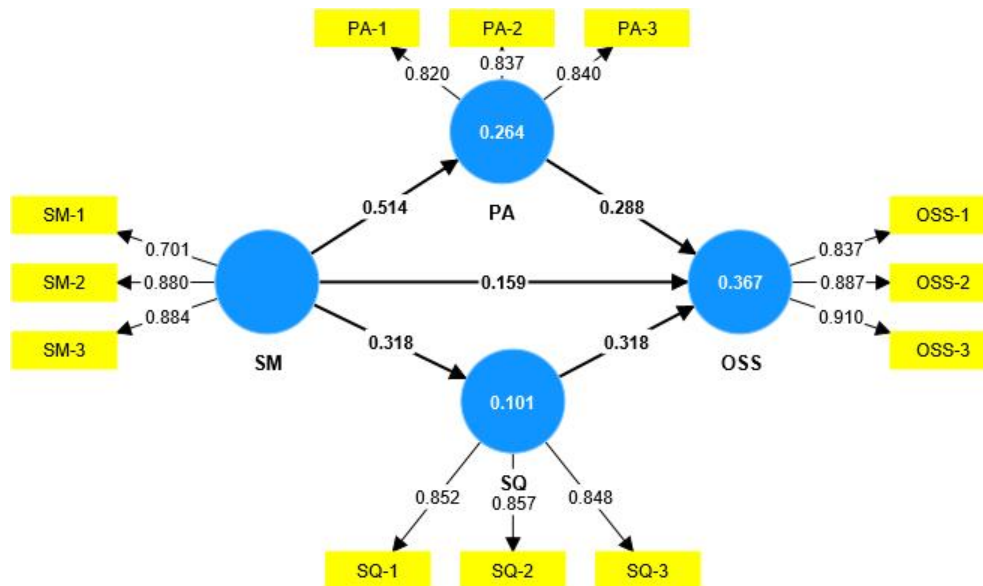 PA-1 PA-2 PA-3
0.820 0.837 0.840
0.264
PA
0.514 0.288
SM-1 OSS-1
0.701 0.837
SM-2 0.880 0.159 0.367 0.887 OSS-2
0.884 0.910
SM-3 OSS-3
SM OSS
0.318 0.318
0.101
SQ
0.852 0.857 0.848
SQ-1 SQ-2 SQ-3